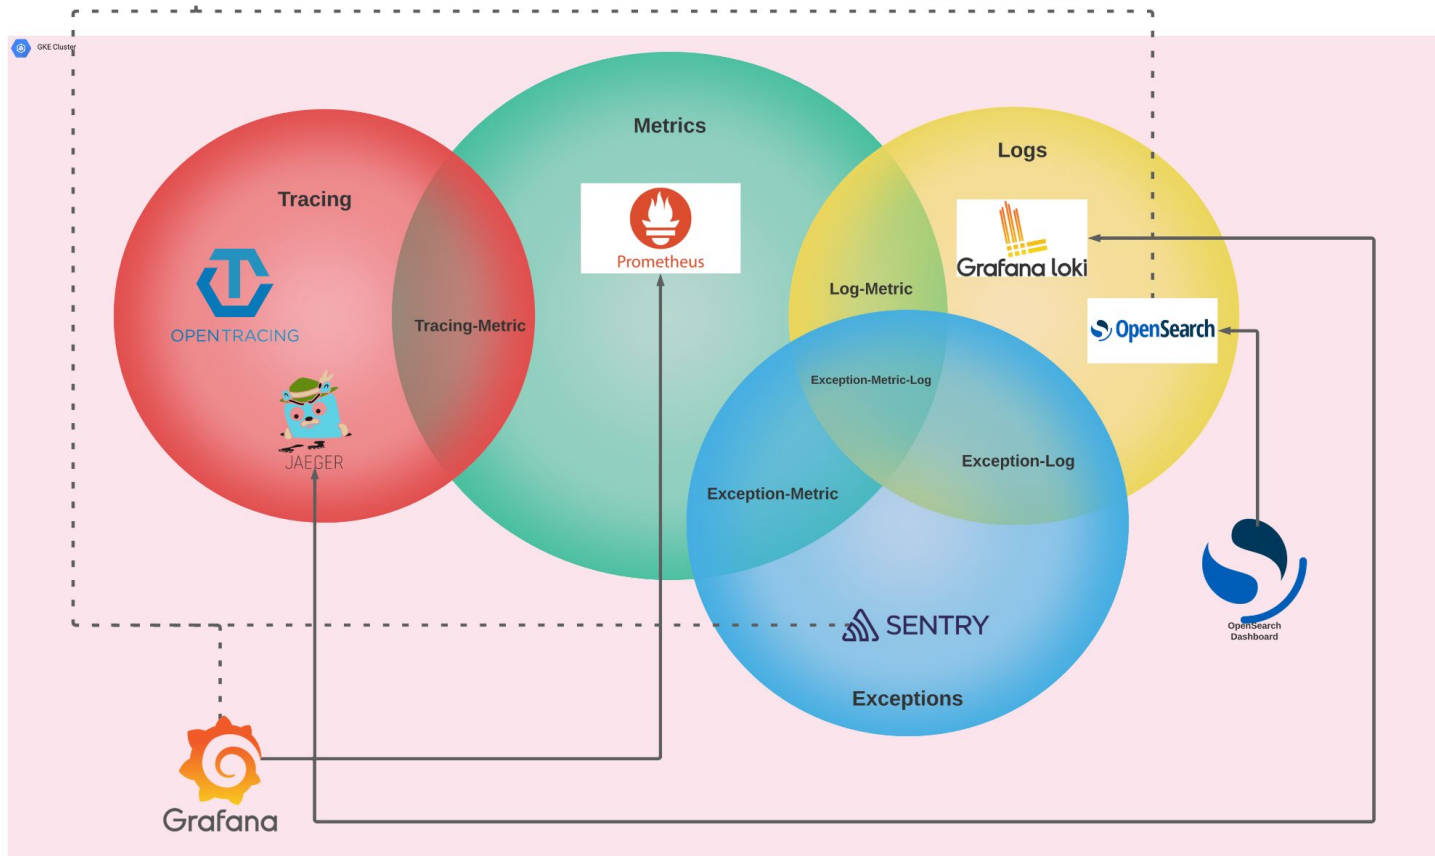 GKE Cluster
Metrics
Logs
Tracing
Prometheus
Grafana loki
Log-Metric
Tracing-Metric
OPENTRACING
OpenSearch
Exception-Metric-Log
JAEGER
Exception-Log
Exception-Metric
SENTRY
OpenSearch
Dashboard
Exceptions
Grafana